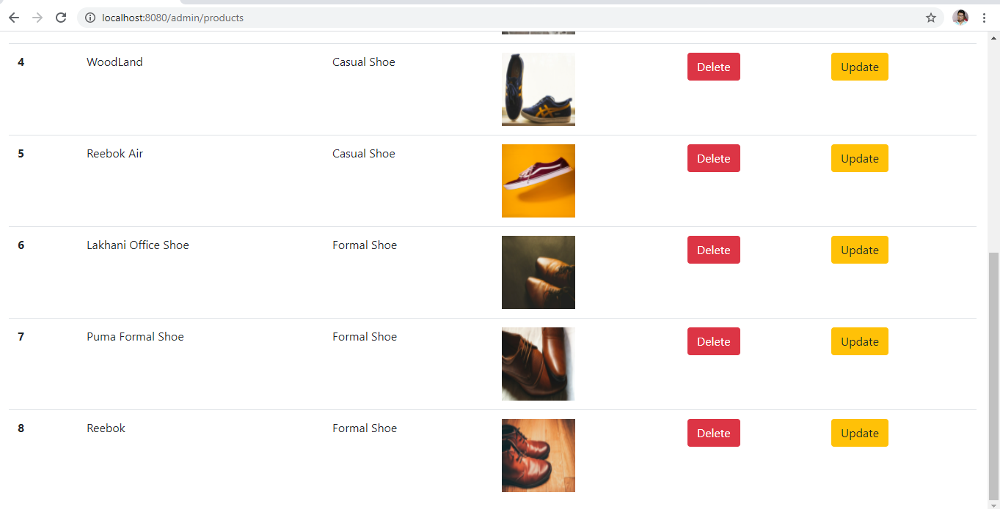 localhost:8080/admin/products
4 WoodLand Casual Shoe Delete Update
5 Reebok Air Casual Shoe Delete Update
6 Lakhani Office Shoe Formal Shoe Delete Update
7 Puma Formal Shoe Formal Shoe Delete Update
8 Reebok Formal Shoe Delete Update